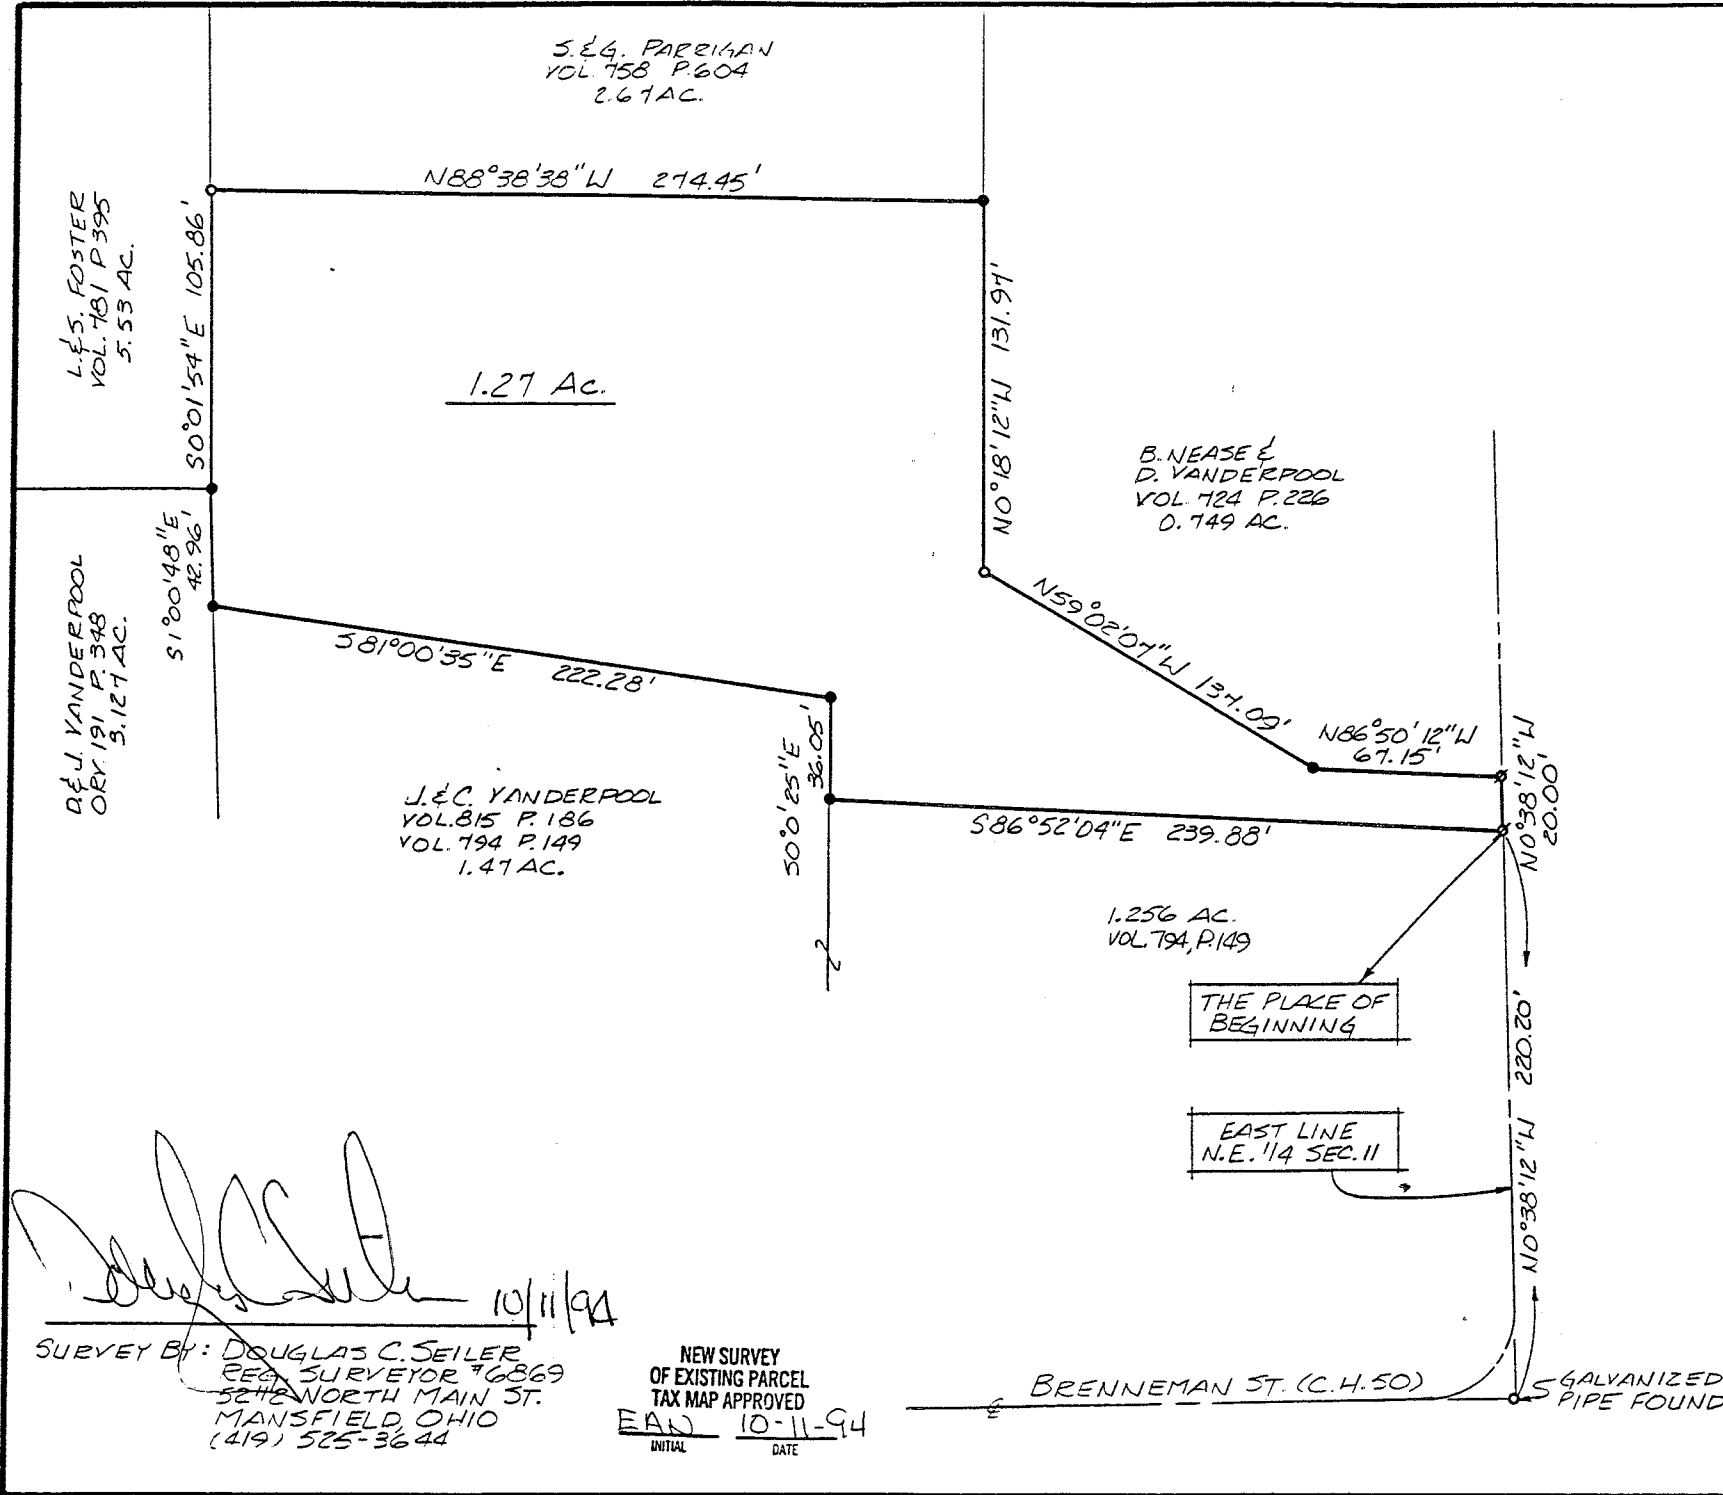 S.&G. PARRIGAN
VOL. 758 P.604
2.67 AC.
N88°38'38"W 274.45'
L.&S. FOSTER
VOL. 781 P.395
5.53 AC.
S0°01'54"E 105.86'
1.27 AC.
N0°18'12"W 131.97'
B. NEASE &
D. VANDERPOOL
VOL. 724 P. 226
0.749 AC.
S1°00'48"E
42.96'
D.&J. VANDERPOOL
ORV. 191 P. 348
3.127 AC.
S81°00'35"E 222.28'
N59°02'07"W 137.09'
N86°50'12"W
67.15'
N0°38'12"W
20.00'
S0°0'25"E
36.05'
J.&C. VANDERPOOL
VOL. 815 P. 186
VOL. 794 P. 149
1.47 AC.
S86°52'04"E 239.88'
1.256 AC.
VOL. 794, P.149
THE PLACE OF
BEGINNING
N0°38'12"W 220.20'
EAST LINE
N.E. 1/4 SEC. 11
10/11/94
SURVEY BY: DOUGLAS C. SEILER
REG. SURVEYOR #6869
52 1/2 NORTH MAIN ST.
MANSFIELD, OHIO
(419) 525-3644
NEW SURVEY
OF EXISTING PARCEL
TAX MAP APPROVED
EAN 10-11-94
INITIAL DATE
BRENNEMAN ST. (C.H.50)
GALVANIZED
PIPE FOUND